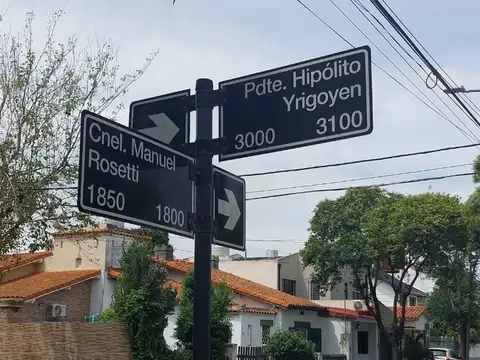 Cnel. Manuel
Rosetti
1850 1800
Pdte. Hipólito
Yrigoyen
3000 3100